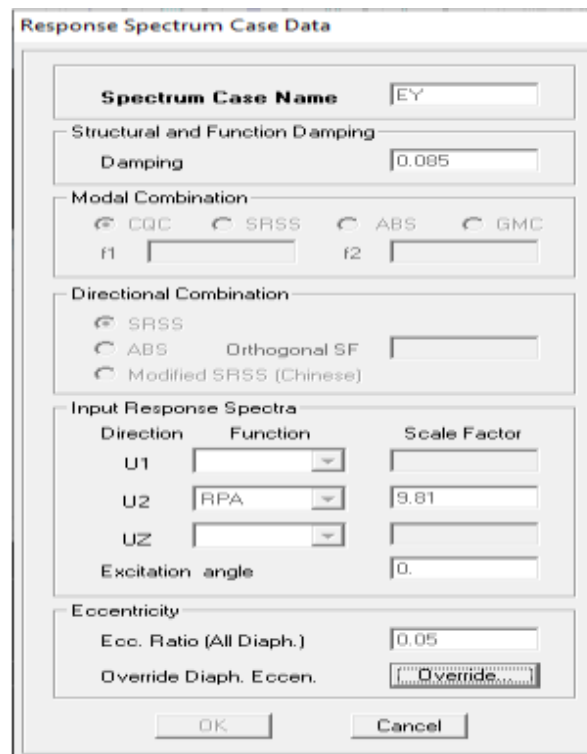 Response Spectrum Case Data
Spectrum Case Name EY
Structural and Function Damping
Damping 0.085
Modal Combination
CQC SRSS ABS GMC
f1 f2
Directional Combination
SRSS
ABS Orthogonal SF
Modified SRSS (Chinese)
Input Response Spectra
Direction Function Scale Factor
U1
U2 RPA 9.81
UZ
Excitation angle 0.
Eccentricity
Ecc. Ratio (All Diaph.) 0.05
Override Diaph. Eccen. Override...
OK Cancel